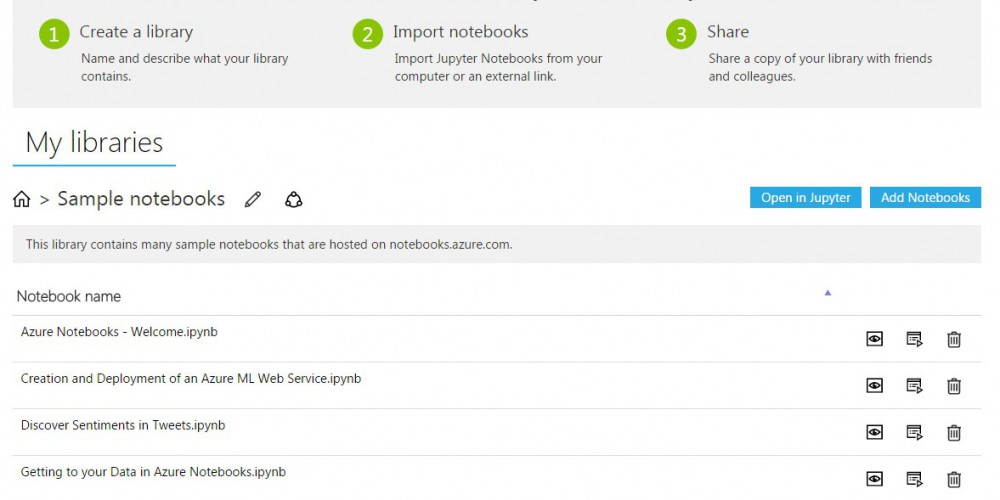 1 Create a library
Name and describe what your library
contains.
2 Import notebooks
Import Jupyter Notebooks from your
computer or an external link.
3 Share
Share a copy of your library with friends
and colleagues.
My libraries
> Sample notebooks
Open in Jupyter
Add Notebooks
This library contains many sample notebooks that are hosted on notebooks.azure.com.
Notebook name
Azure Notebooks - Welcome.ipynb
Creation and Deployment of an Azure ML Web Service.ipynb
Discover Sentiments in Tweets.ipynb
Getting to your Data in Azure Notebooks.ipynb